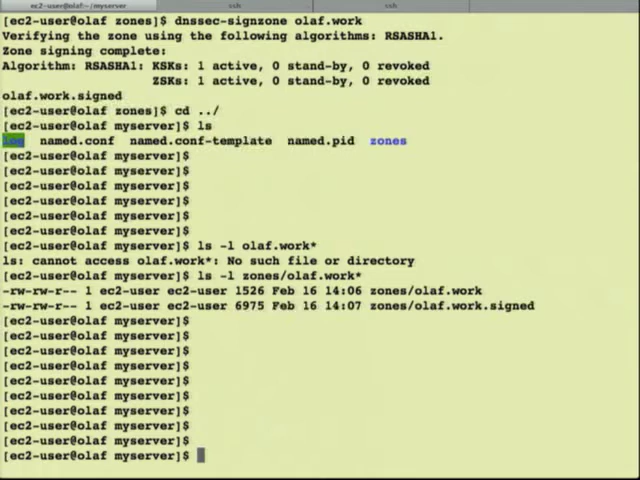 ec2-user@olaf:~/myserver ssh ssh
[ec2-user@olaf zones]$ dnssec-signzone olaf.work
Verifying the zone using the following algorithms: RSASHA1.
Zone signing complete:
Algorithm: RSASHA1: KSKs: 1 active, 0 stand-by, 0 revoked
ZSKs: 1 active, 0 stand-by, 0 revoked
olaf.work.signed
[ec2-user@olaf zones]$ cd ../
[ec2-user@olaf myserver]$ ls
log named.conf named.conf-template named.pid zones
[ec2-user@olaf myserver]$
[ec2-user@olaf myserver]$
[ec2-user@olaf myserver]$
[ec2-user@olaf myserver]$
[ec2-user@olaf myserver]$
[ec2-user@olaf myserver]$
[ec2-user@olaf myserver]$ ls -l olaf.work*
ls: cannot access olaf.work*: No such file or directory
[ec2-user@olaf myserver]$ ls -l zones/olaf.work*
-rw-rw-r-- 1 ec2-user ec2-user 1526 Feb 16 14:06 zones/olaf.work
-rw-rw-r-- 1 ec2-user ec2-user 6975 Feb 16 14:07 zones/olaf.work.signed
[ec2-user@olaf myserver]$
[ec2-user@olaf myserver]$
[ec2-user@olaf myserver]$
[ec2-user@olaf myserver]$
[ec2-user@olaf myserver]$
[ec2-user@olaf myserver]$
[ec2-user@olaf myserver]$
[ec2-user@olaf myserver]$
[ec2-user@olaf myserver]$
[ec2-user@olaf myserver]$